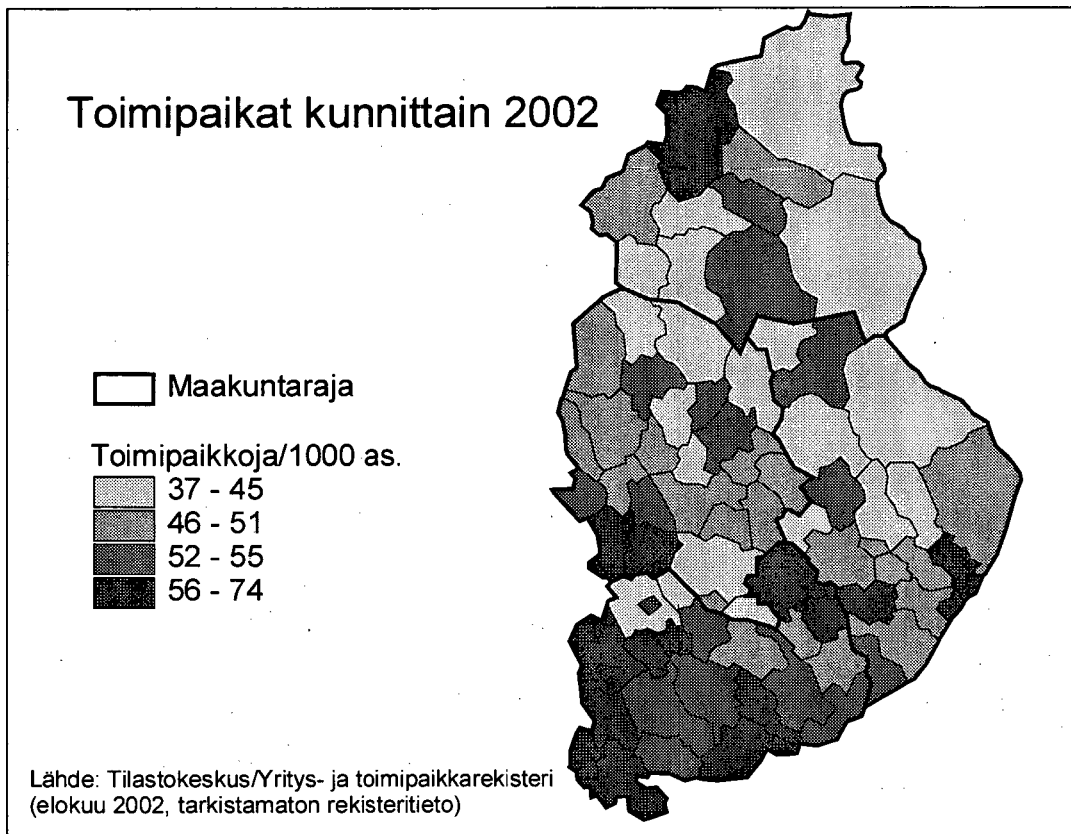 Toimipaikat kunnittain 2002
Maakuntaraja
Toimipaikkoja/1000 as.
37 - 45
46 - 51
52 - 55
56 - 74
Lähde: Tilastokeskus/Yritys- ja toimipaikkarekisteri
(elokuu 2002, tarkistamaton rekisteritieto)